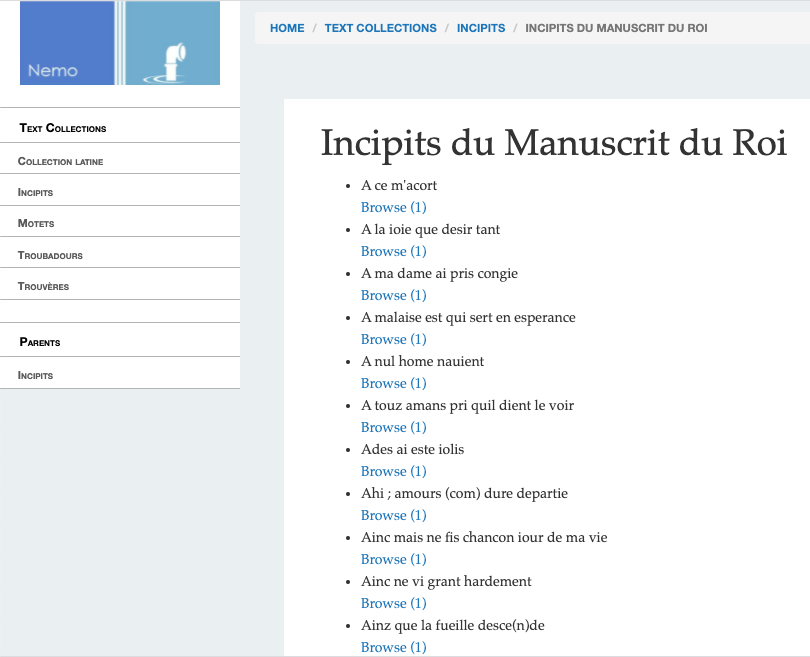 Nemo
Text Collections
Collection latine
Incipits
Motets
Troubadours
Trouvères
Parents
Incipits
HOME / TEXT COLLECTIONS / INCIPITS / INCIPITS DU MANUSCRIT DU ROI
Incipits du Manuscrit du Roi
• A ce m'acort
Browse (1)
• A la ioie que desir tant
Browse (1)
• A ma dame ai pris congie
Browse (1)
• A malaise est qui sert en esperance
Browse (1)
• A nul home nauient
Browse (1)
• A touz amans pri quil dient le voir
Browse (1)
• Ades ai este iolis
Browse (1)
• Ahi ; amours (com) dure departie
Browse (1)
• Ainc mais ne fis chancon iour de ma vie
Browse (1)
• Ainc ne vi grant hardement
Browse (1)
• Ainz que la fueille desce(n)de
Browse (1)